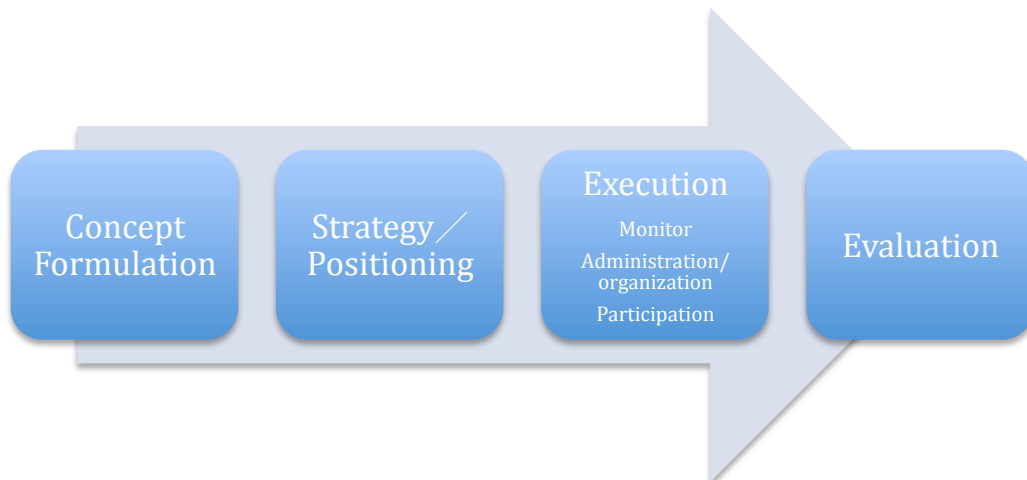 Concept
Formulation
Strategy／
Positioning
Execution
Monitor
Administration/
organization
Participation
Evaluation